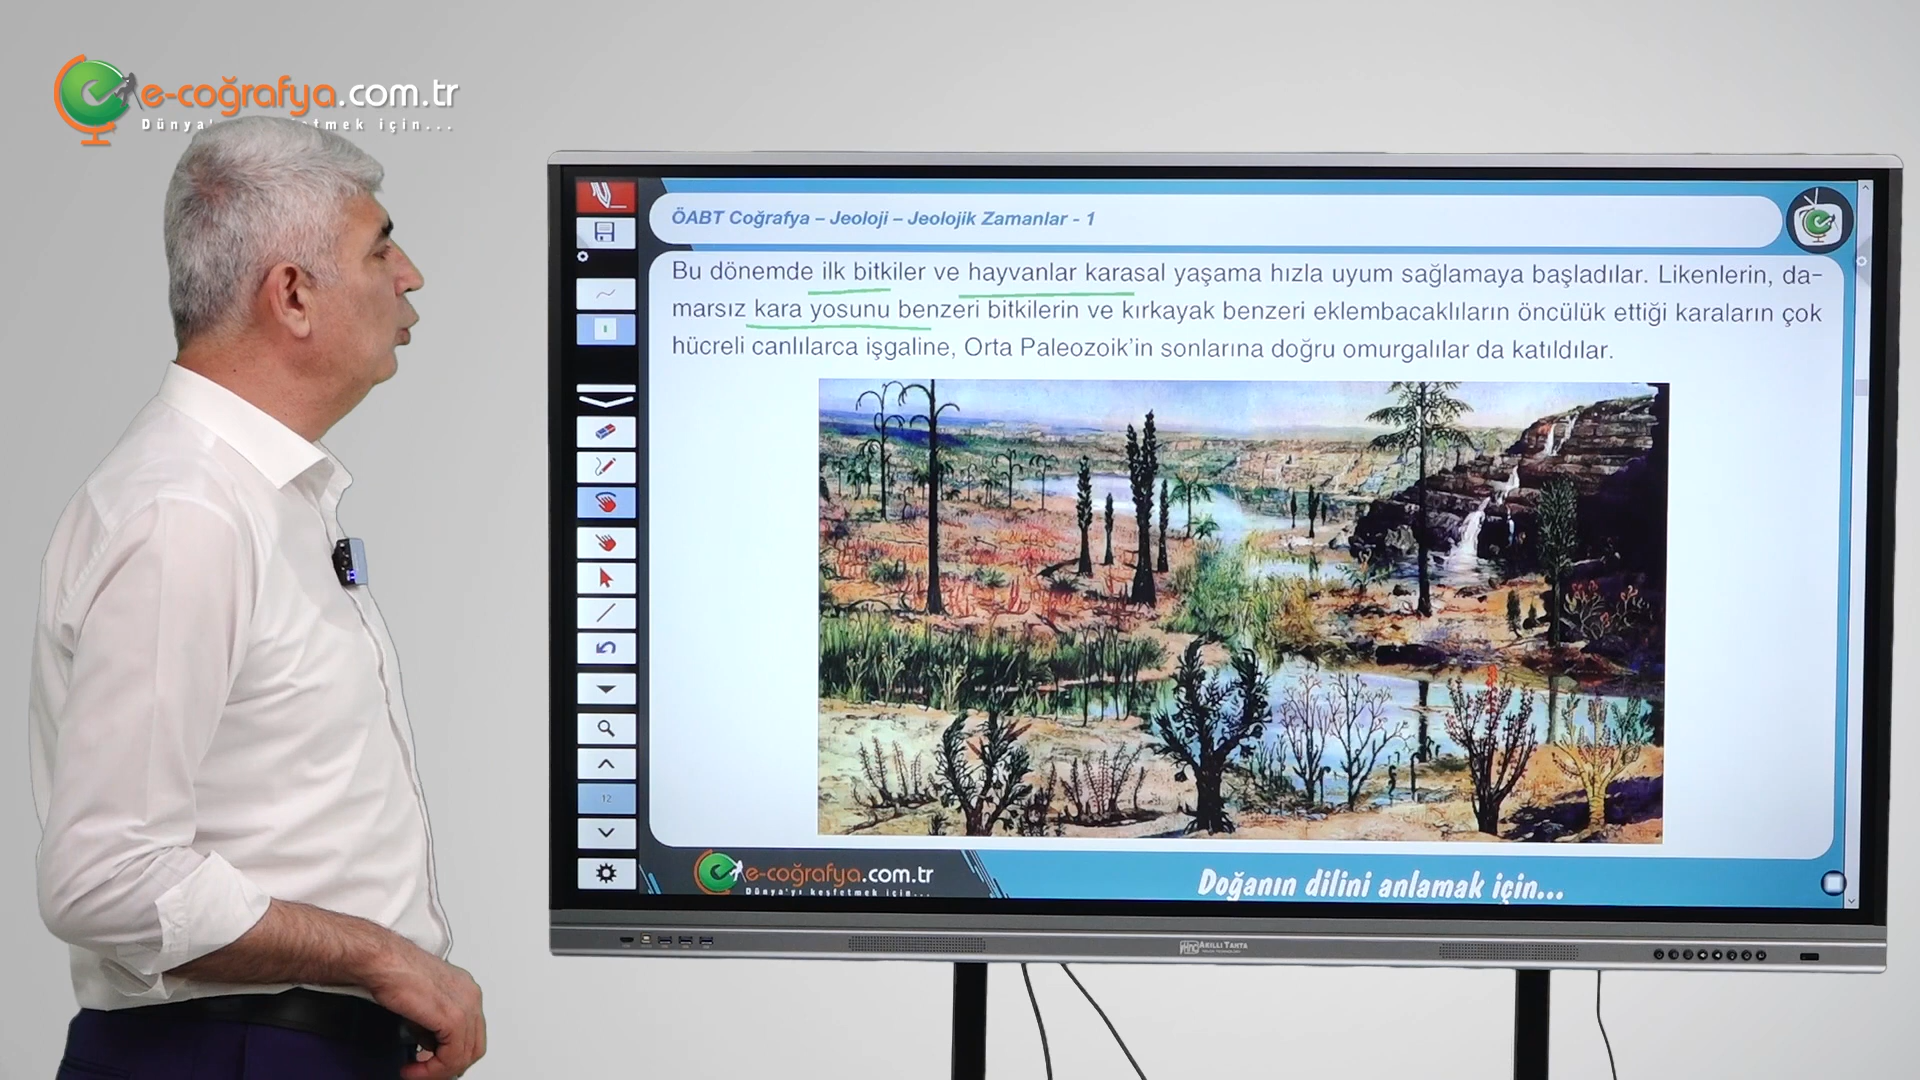 e-coğrafya.com.tr
ÖABT Coğrafya – Jeoloji – Jeolojik Zamanlar - 1
Bu dönemde ilk bitkiler ve hayvanlar karasal yaşama hızla uyum sağlamaya başladılar. Likenlerin, da-
marsız kara yosunu benzeri bitkilerin ve kırkayak benzeri eklembacaklıların öncülük ettiği karaların çok
hücreli canlılarca işgaline, Orta Paleozoik'in sonlarına doğru omurgalılar da katıldılar.
12
e-coğrafya.com.tr
Dünya'yı keşfetmek için...
Doğanın dilini anlamak için...
AKILLI TAHTA